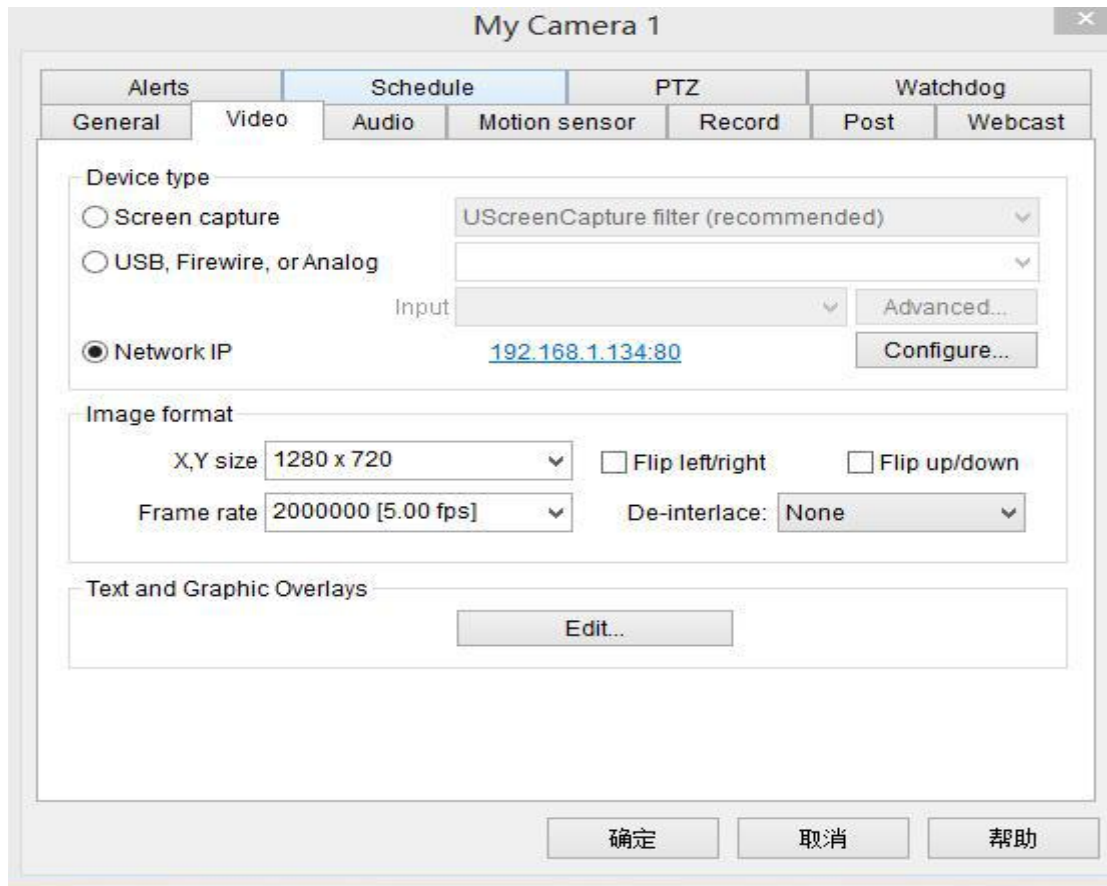 My Camera 1
Alerts Schedule PTZ Watchdog
General Video Audio Motion sensor Record Post Webcast
Device type
Screen capture UScreenCapture filter (recommended)
USB, Firewire, or Analog
Input Advanced...
Network IP 192.168.1.134:80 Configure...
Image format
X,Y size 1280 x 720 Flip left/right Flip up/down
Frame rate 2000000 [5.00 fps] De-interlace: None
Text and Graphic Overlays
Edit...
确定 取消 帮助